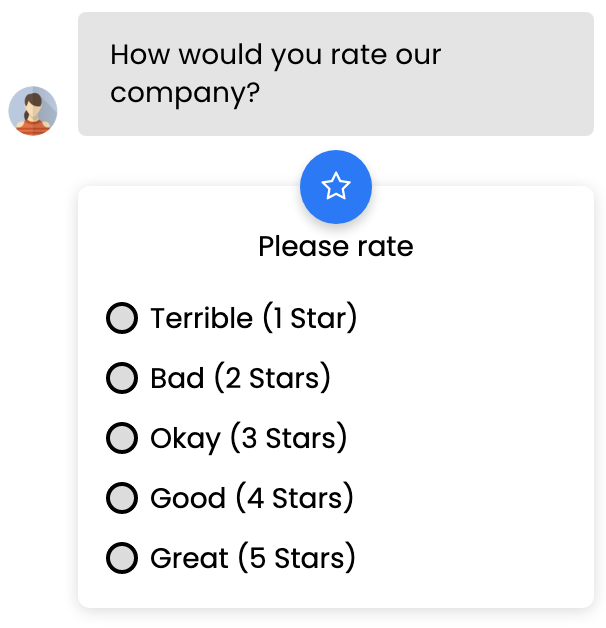 How would you rate our
company?
Please rate
Terrible (1 Star)
Bad (2 Stars)
Okay (3 Stars)
Good (4 Stars)
Great (5 Stars)